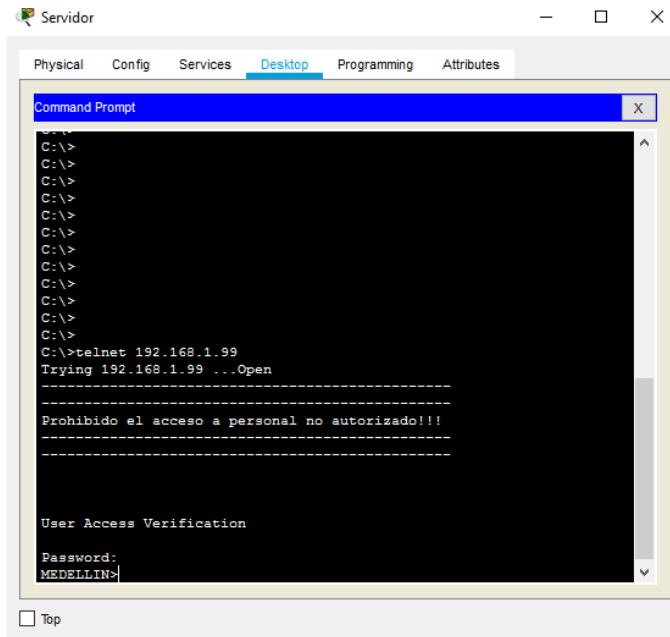 Servidor
Physical Config Services Desktop Programming Attributes
Command Prompt X
C:\>
C:\>
C:\>
C:\>
C:\>
C:\>
C:\>
C:\>
C:\>
C:\>
C:\>
C:\>
C:\>telnet 192.168.1.99
Trying 192.168.1.99 ...Open
-------------------------------------------------
-------------------------------------------------
Prohibido el acceso a personal no autorizado!!!
-------------------------------------------------
-------------------------------------------------
User Access Verification
Password:
MEDELLIN>
Top